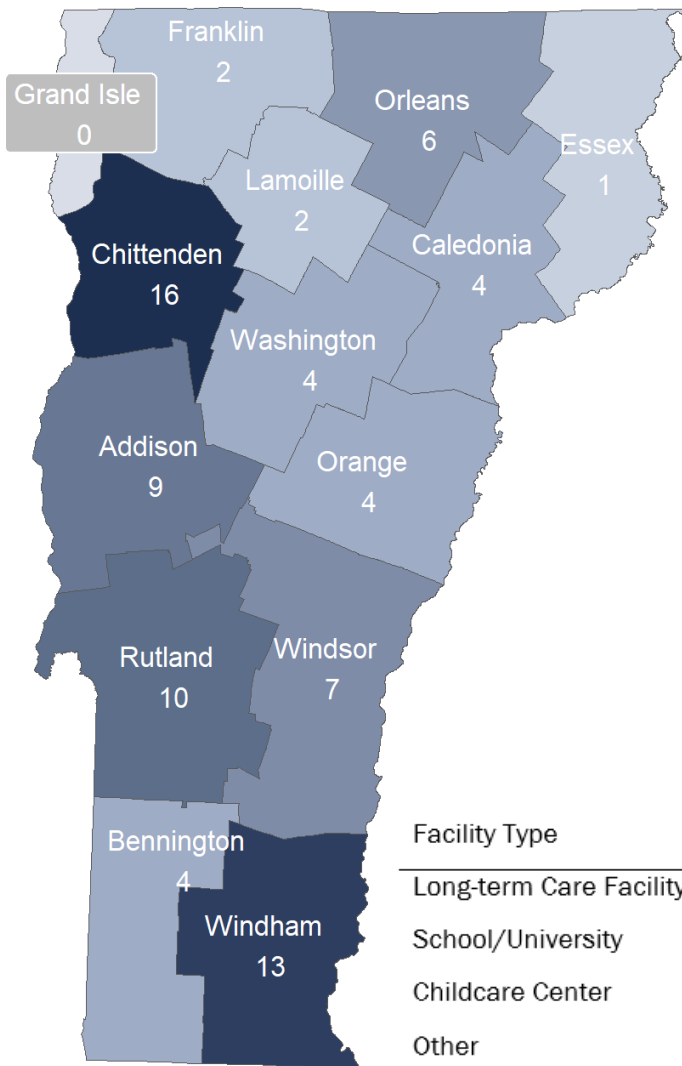 Franklin
2
Grand Isle
0
Orleans
6
Essex
1
Lamoille
2
Chittenden
16
Caledonia
4
Washington
4
Addison
9
Orange
4
Rutland
10
Windsor
7
Bennington
4
Windham
13
Facility Type
Long-term Care Facility
School/University
Childcare Center
Other